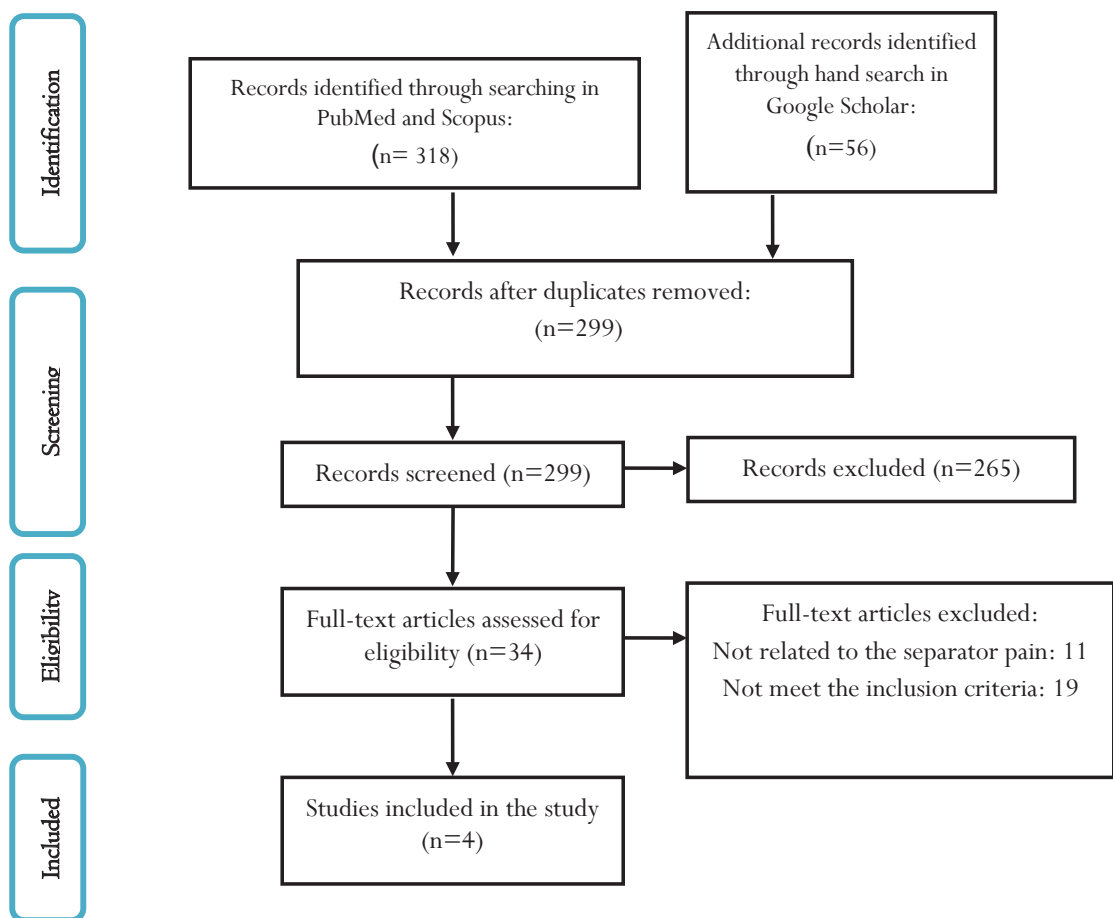 Identification
Records identified through searching in
PubMed and Scopus:
(n= 318)
Additional records identified
through hand search in
Google Scholar:
(n=56)
Screening
Records after duplicates removed:
(n=299)
Records screened (n=299)
Records excluded (n=265)
Eligibility
Full-text articles assessed for
eligibility (n=34)
Full-text articles excluded:
Not related to the separator pain: 11
Not meet the inclusion criteria: 19
Included
Studies included in the study
(n=4)